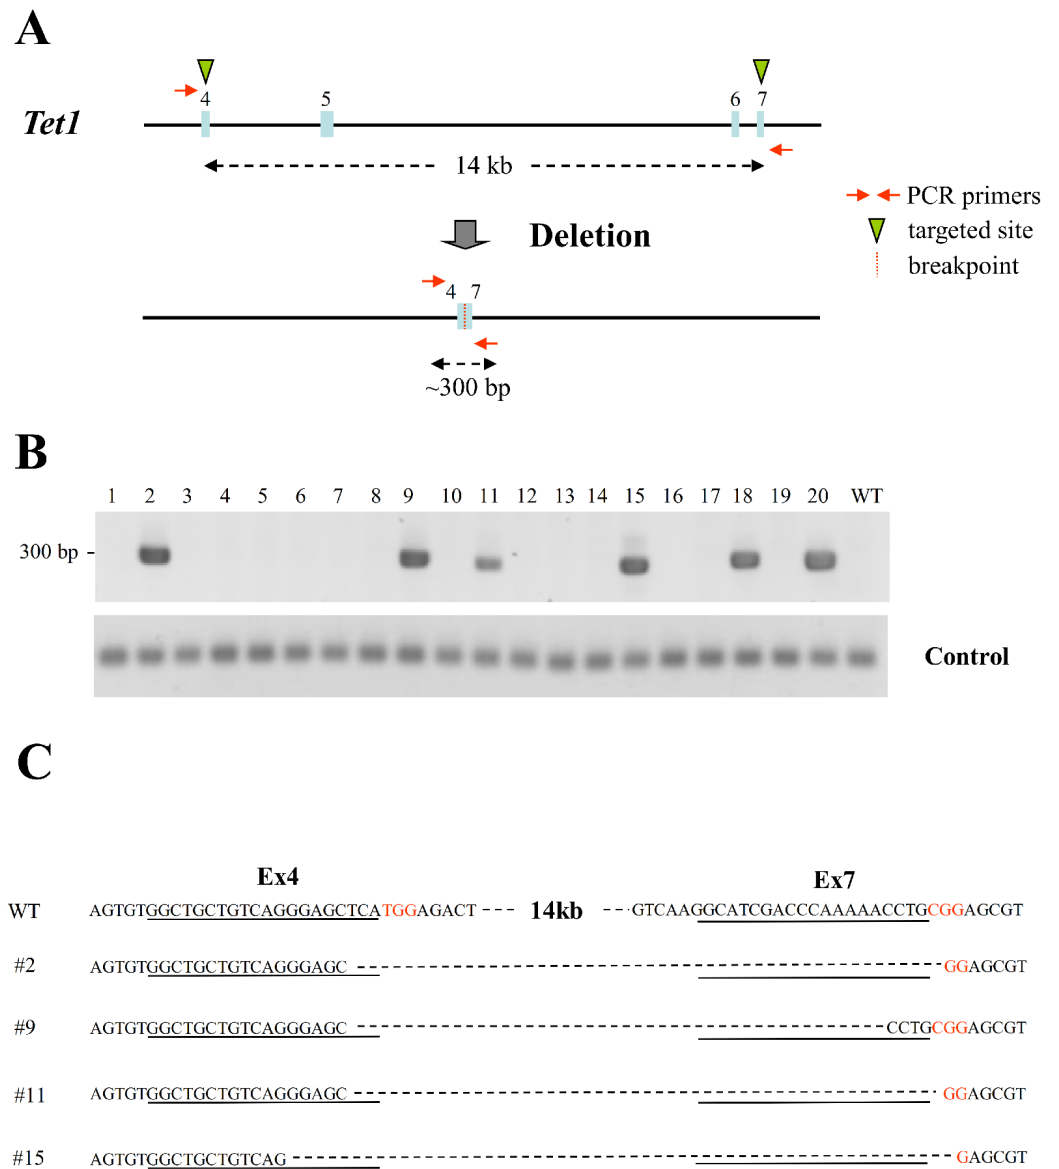 A
4 5 6 7
Tet1
14 kb
PCR primers
targeted site
breakpoint
Deletion
4 7
~300 bp
B
1 2 3 4 5 6 7 8 9 10 11 12 13 14 15 16 17 18 19 20 WT
300 bp
Control
C
Ex4 Ex7
WT AGTGTGGCTGCTGTCAGGGAGCTCATGGAGACT 14kb GTCAAGGCATCGACCCAAAAACCTGCGGAGCGT
#2 AGTGTGGCTGCTGTCAGGGAGC GGAGCGT
#9 AGTGTGGCTGCTGTCAGGGAGC CCTGCGGAGCGT
#11 AGTGTGGCTGCTGTCAGGGAGC GGAGCGT
#15 AGTGTGGCTGCTGTCAG GAGCGT